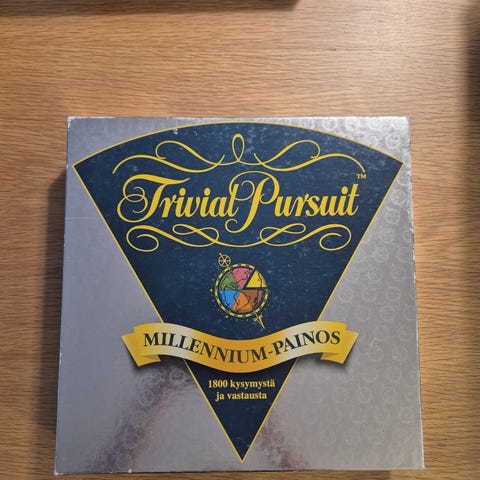 Trivial Pursuit™
MILLENNIUM-PAINOS
1800 kysymystä
ja vastausta